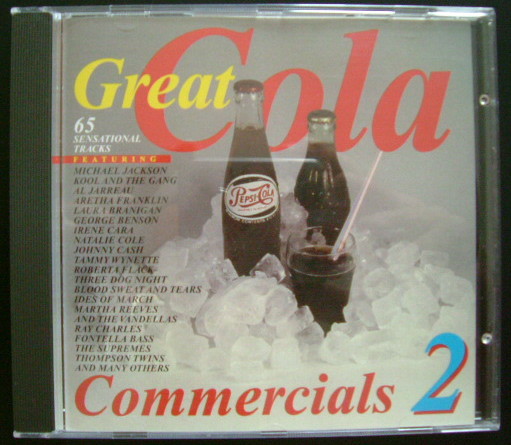 Great Cola
65
SENSATIONAL
TRACKS
FEATURING
MICHAEL JACKSON
KOOL AND THE GANG
AL JARREAU
ARETHA FRANKLIN
LAURA BRANIGAN
GEORGE BENSON
IRENE CARA
NATALIE COLE
JOHNNY CASH
TAMMY WYNETTE
ROBERTA FLACK
THREE DOG NIGHT
BLOOD SWEAT AND TEARS
IDES OF MARCH
MARTHA REEVES
AND THE VANDELLAS
RAY CHARLES
FONTELLA BASS
THE SUPREMES
THOMPSON TWINS
AND MANY OTHERS
PEPSI-COLA
Commercials 2